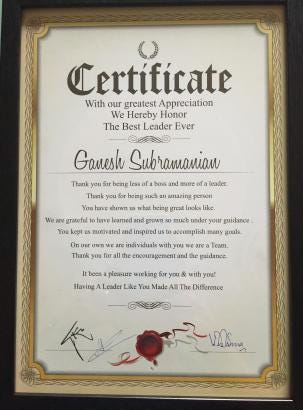 Certificate
With our greatest Appreciation
We Hereby Honor
The Best Leader Ever
Ganesh Subramanian
Thank you for being less of a boss and more of a leader.
Thank you for being such an amazing person
You have shown us what being great looks like.
We are grateful to have learned and grown so much under your guidance .
You kept us motivated and inspired us to accomplish many goals.
On our own we are individuals with you we are a Team.
Thank you for all the encouragement and the guidance.
It been a pleasure working for you & with you!
Having A Leader Like You Made All The Difference